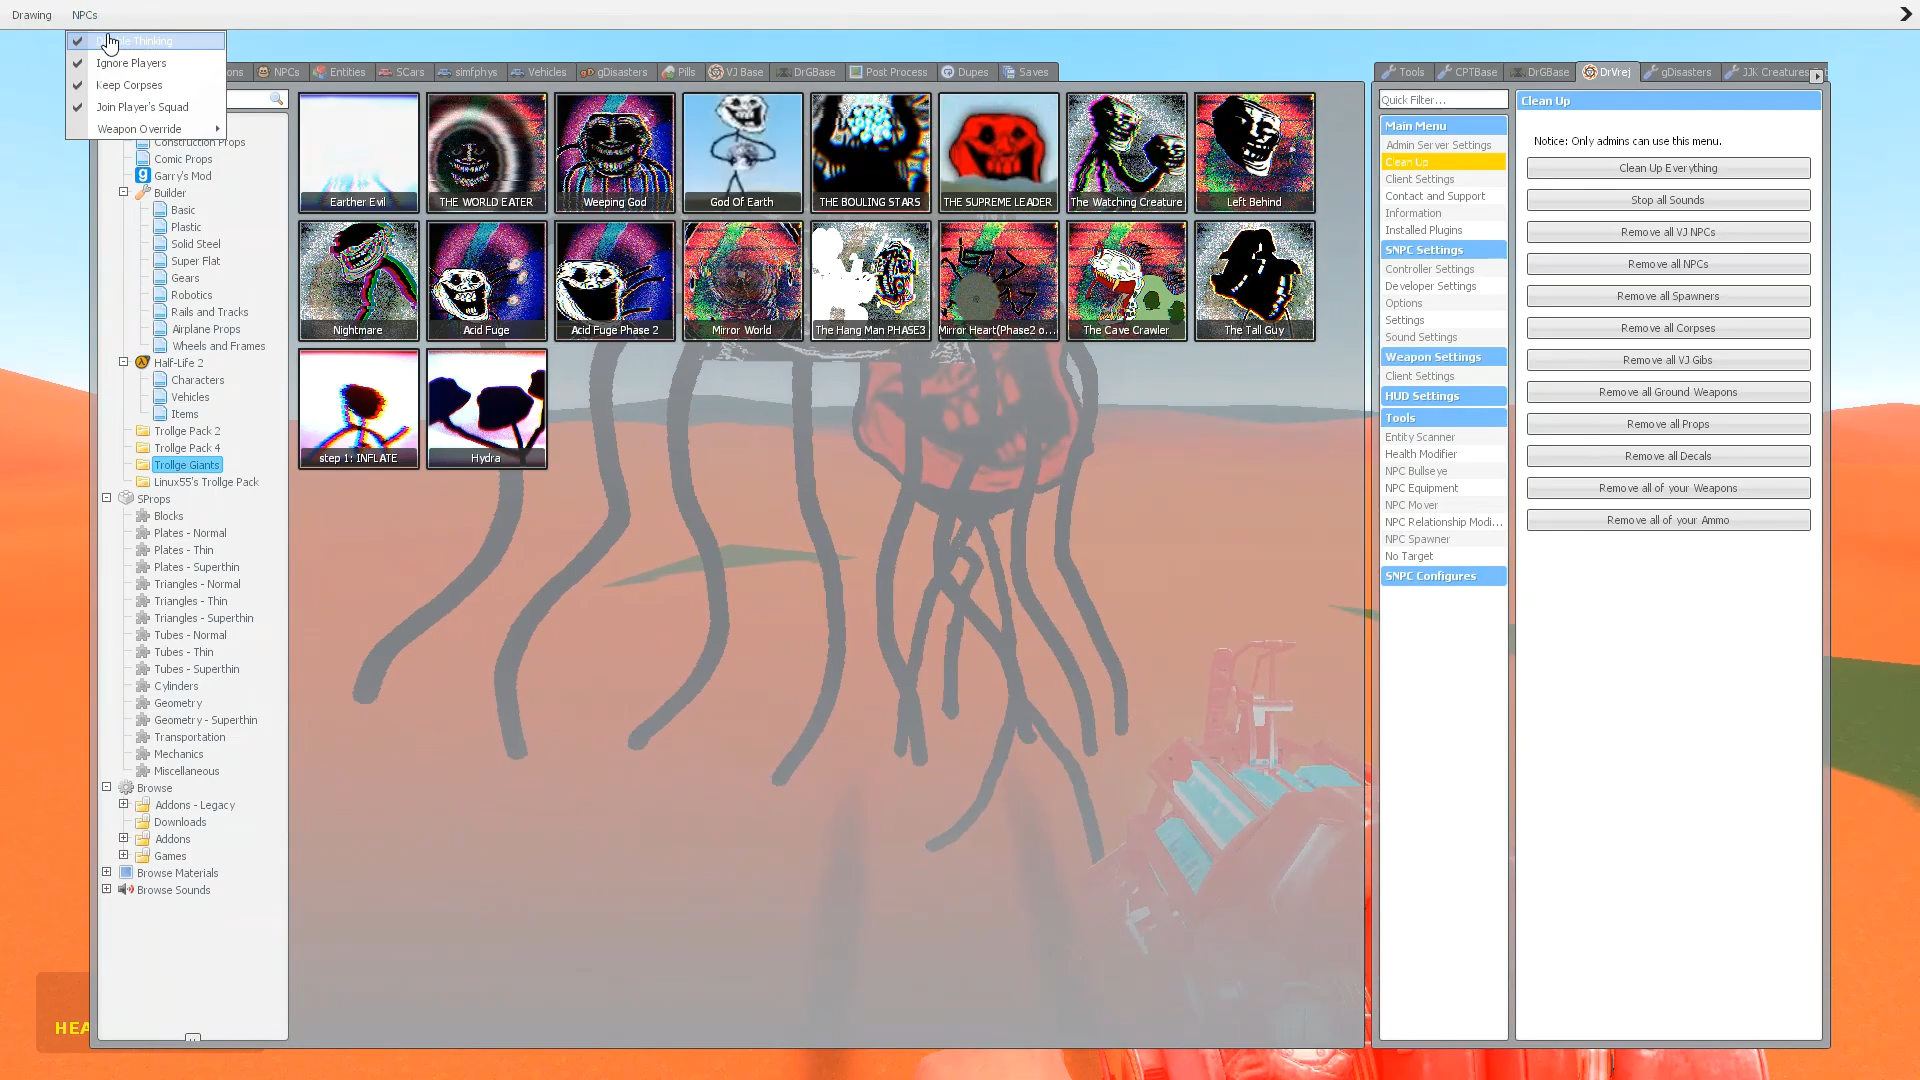 Drawing
NPCs
Thinking
Ignore Players
Keep Corpses
Join Player's Squad
Weapon Override
NPCs
Entities
SCars
simfphys
Vehicles
gDisasters
Pills
VJ Base
DrGBase
Post Process
Dupes
Saves
Construction Props
Comic Props
Garry's Mod
Builder
Basic
Plastic
Solid Steel
Super Flat
Gears
Robotics
Rails and Tracks
Airplane Props
Wheels and Frames
Half-Life 2
Characters
Vehicles
Items
Trollge Pack 2
Trollge Pack 4
Trollge Giants
Linux55's Trollge Pack
SProps
Blocks
Plates - Normal
Plates - Thin
Plates - Superthin
Triangles - Normal
Triangles - Thin
Triangles - Superthin
Tubes - Normal
Tubes - Thin
Tubes - Superthin
Cylinders
Geometry
Geometry - Superthin
Transportation
Mechanics
Miscellaneous
Browse
Addons - Legacy
Downloads
Addons
Games
Browse Materials
Browse Sounds
HEA
Earther Evil
THE WORLD EATER
Weeping God
God Of Earth
THE BOULING STARS
THE SUPREME LEADER
The Watching Creature
Left Behind
Nightmare
Acid Fuge
Acid Fuge Phase 2
Mirror World
The Hang Man PHASE3
Mirror Heart(Phase2 o...
The Cave Crawler
The Tall Guy
step 1: INFLATE
Hydra
Tools
CPTBase
DrGBase
DrVrej
gDisasters
JJK Creatures
Quick Filter...
Main Menu
Admin Server Settings
Clean Up
Client Settings
Contact and Support
Information
Installed Plugins
SNPC Settings
Controller Settings
Developer Settings
Options
Settings
Sound Settings
Weapon Settings
Client Settings
HUD Settings
Tools
Entity Scanner
Health Modifier
NPC Bullseye
NPC Equipment
NPC Mover
NPC Relationship Modi...
NPC Spawner
No Target
SNPC Configures
Clean Up
Notice: Only admins can use this menu.
Clean Up Everything
Stop all Sounds
Remove all VJ NPCs
Remove all NPCs
Remove all Spawners
Remove all Corpses
Remove all VJ Gibs
Remove all Ground Weapons
Remove all Props
Remove all Decals
Remove all of your Weapons
Remove all of your Ammo